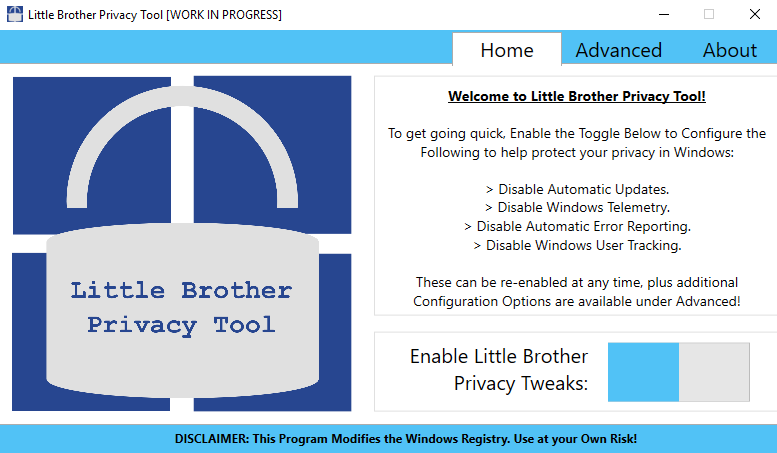 Little Brother Privacy Tool [WORK IN PROGRESS]
Home
Advanced
About
Little Brother
Privacy Tool
Welcome to Little Brother Privacy Tool!
To get going quick, Enable the Toggle Below to Configure the
Following to help protect your privacy in Windows:
> Disable Automatic Updates.
> Disable Windows Telemetry.
> Disable Automatic Error Reporting.
> Disable Windows User Tracking.
These can be re-enabled at any time, plus additional
Configuration Options are available under Advanced!
Enable Little Brother
Privacy Tweaks:
DISCLAIMER: This Program Modifies the Windows Registry. Use at your Own Risk!